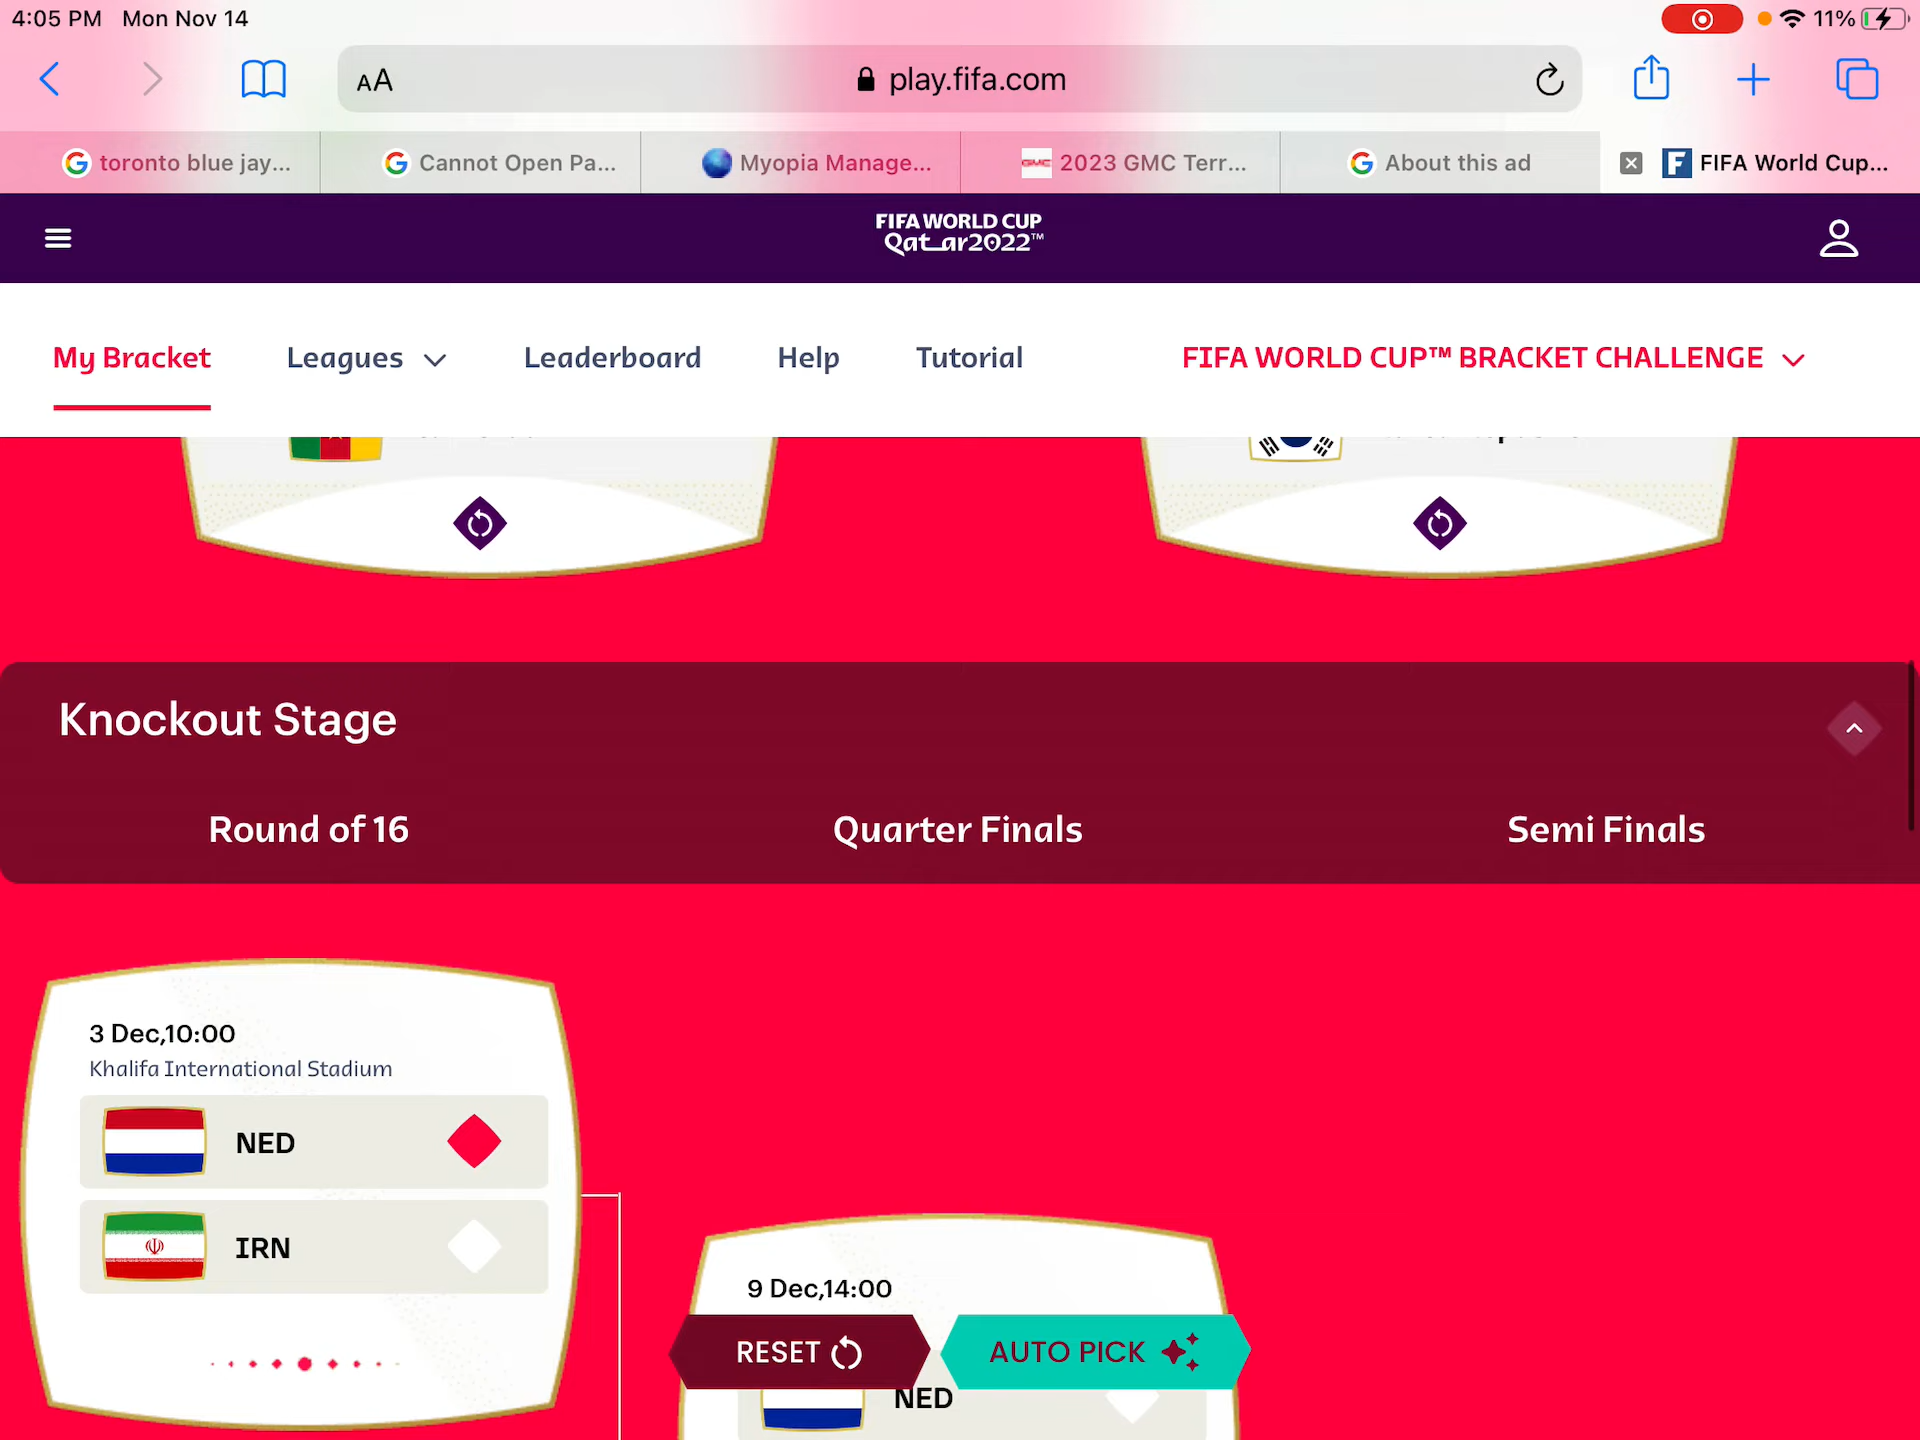 4:05 PM Mon Nov 14
11%
AA
play.fifa.com
toronto blue jay...
Cannot Open Pa...
Myopia Manage...
GMC
2023 GMC Terr...
About this ad
FIFA World Cup...
FIFA WORLD CUP
Qatar2022™
My Bracket
Leagues
Leaderboard
Help
Tutorial
FIFA WORLD CUP™ BRACKET CHALLENGE
Knockout Stage
Round of 16
Quarter Finals
Semi Finals
3 Dec,10:00
Khalifa International Stadium
NED
IRN
9 Dec,14:00
RESET
AUTO PICK
NED